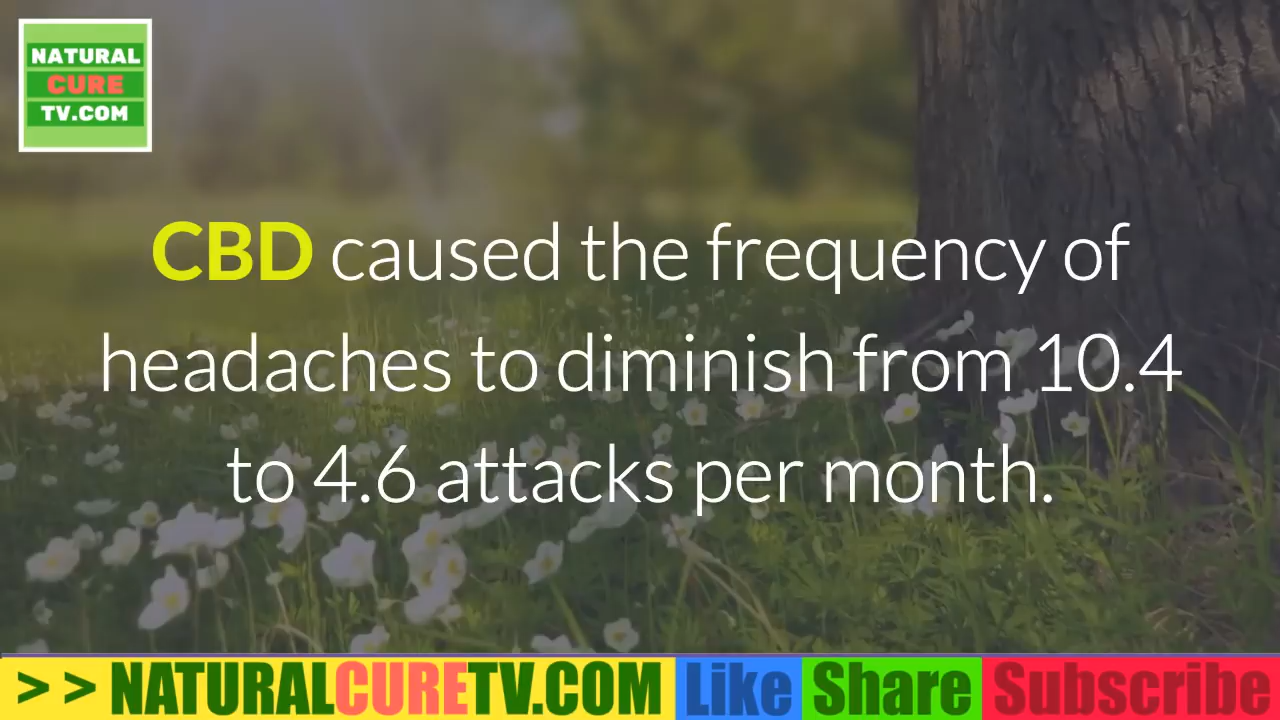 NATURAL
CURE
TV.COM
CBD caused the frequency of
headaches to diminish from 10.4
to 4.6 attacks per month.
> > NATURALCURETV.COM Like Share Subscribe